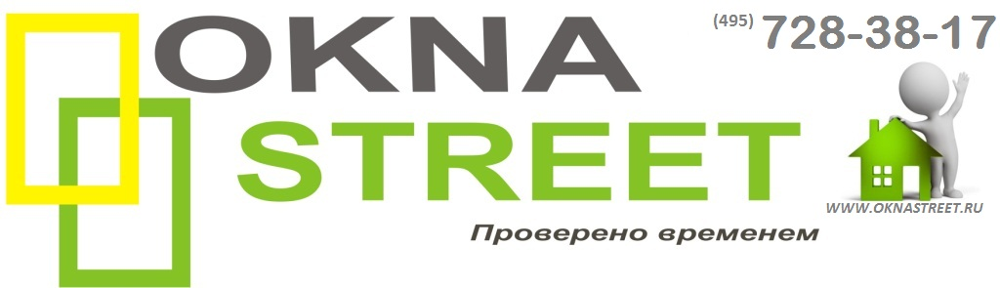 OKNA
STREET
Проверено временем
(495) 728-38-17
WWW.OKNASTREET.RU